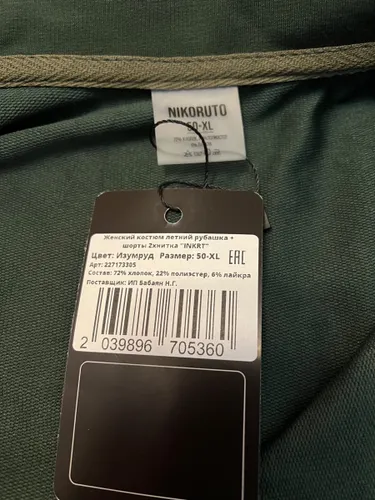 NIKORUTO
50-XL
Женский костюм летний рубашка +
шорты 2хнитка "INKRT"
Цвет: Изумруд Размер: 50-XL
EAC
Арт: 227173305
Состав: 72% хлопок, 22% полиэстер, 6% лайкра
Поставщик: ИП Бабаян Н.Г.
2 039896 705360